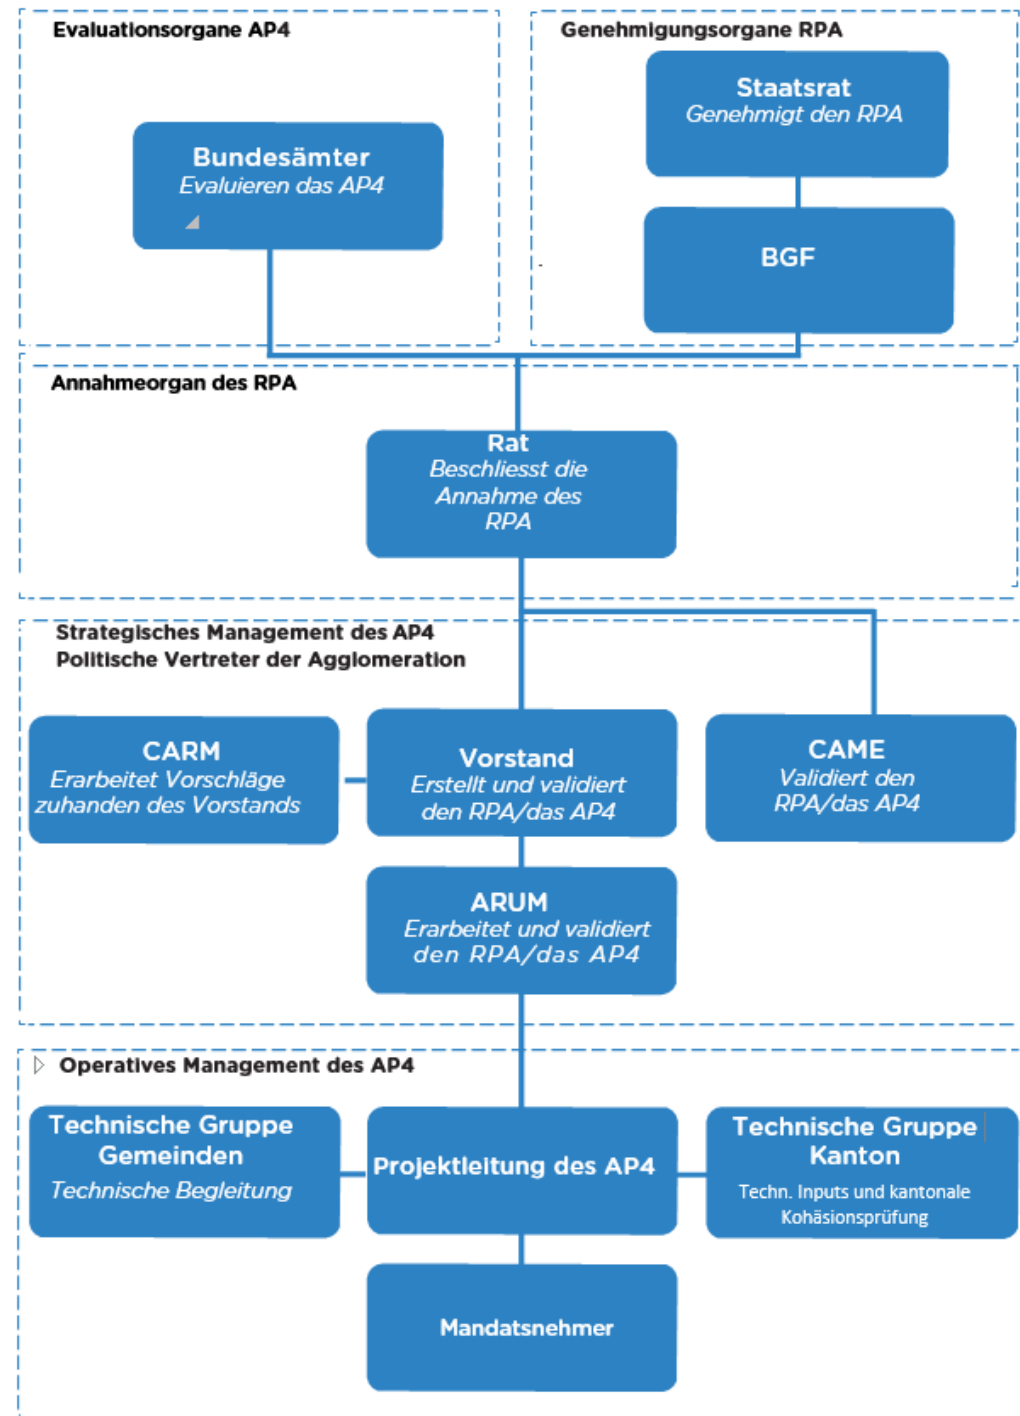 Evaluationsorgane AP4
Bundesämter
Evaluieren das AP4
Genehmigungsorgane RPA
Staatsrat
Genehmigt den RPA
BGF
Annahmeorgan des RPA
Rat
Beschliesst die
Annahme des
RPA
Strategisches Management des AP4
Politische Vertreter der Agglomeration
CARM
Erarbeitet Vorschläge
zuhanden des Vorstands
Vorstand
Erstellt und validiert
den RPA/das AP4
CAME
Validiert den
RPA/das AP4
ARUM
Erarbeitet und validiert
den RPA/das AP4
Operatives Management des AP4
Technische Gruppe
Gemeinden
Technische Begleitung
Projektleitung des AP4
Technische Gruppe
Kanton
Techn. Inputs und kantonale
Kohäsionsprüfung
Mandatsnehmer